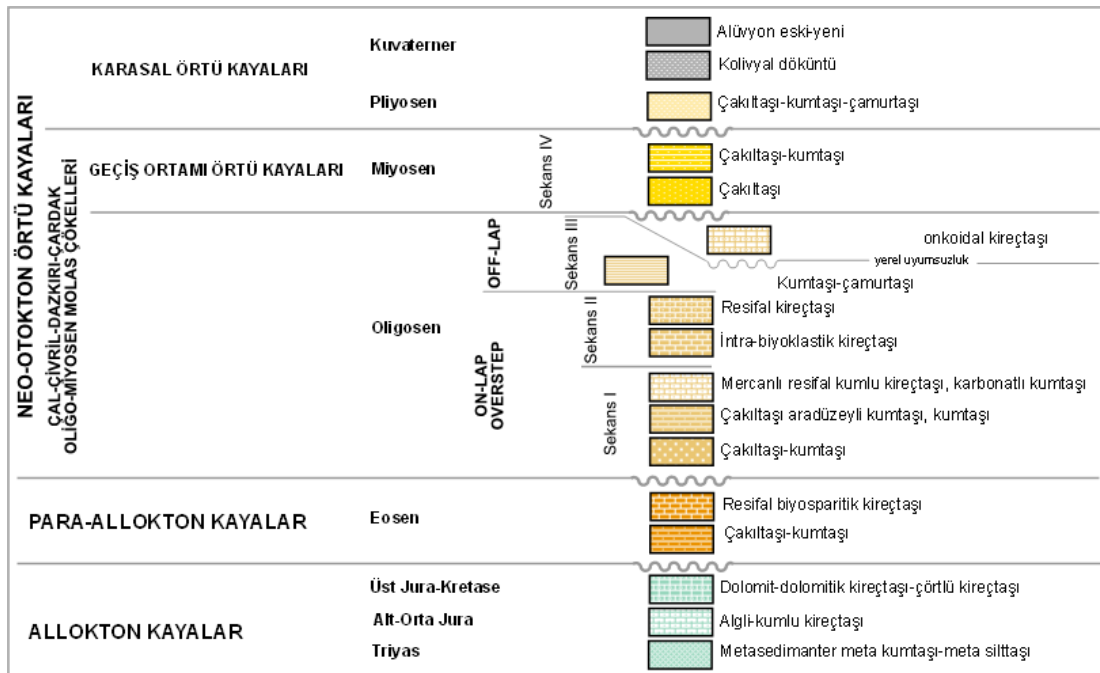 NEO-OTOKTON ÖRTÜ KAYALARI
ÇAL-ÇİVRİL-DAZKIRI-ÇARDAK
OLİGO-MİYOSEN MOLAS ÇÖKELLERİ
KARASAL ÖRTÜ KAYALARI
Kuvaterner
Alüvyon eski-yeni
Kolivyal döküntü
Pliyosen
Çakıltaşı-kumtaşı-çamurtaşı
GEÇİŞ ORTAMI ÖRTÜ KAYALARI
Miyosen
Sekans IV
Çakıltaşı-kumtaşı
Çakıltaşı
Oligosen
OFF-LAP
Sekans III
onkoidal kireçtaşı
yerel uyumsuzluk
Kumtaşı-çamurtaşı
ON-LAP
OVERSTEP
Sekans II
Resifal kireçtaşı
İntra-biyoklastik kireçtaşı
Sekans I
Mercanlı resifal kumlu kireçtaşı, karbonatlı kumtaşı
Çakıltaşı aradüzeyli kumtaşı, kumtaşı
Çakıltaşı-kumtaşı
PARA-ALLOKTON KAYALAR
Eosen
Resifal biyosparitik kireçtaşı
Çakıltaşı-kumtaşı
ALLOKTON KAYALAR
Üst Jura-Kretase
Dolomit-dolomitik kireçtaşı-çörtlü kireçtaşı
Alt-Orta Jura
Algli-kumlu kireçtaşı
Triyas
Metasedimanter meta kumtaşı-meta silttaşı